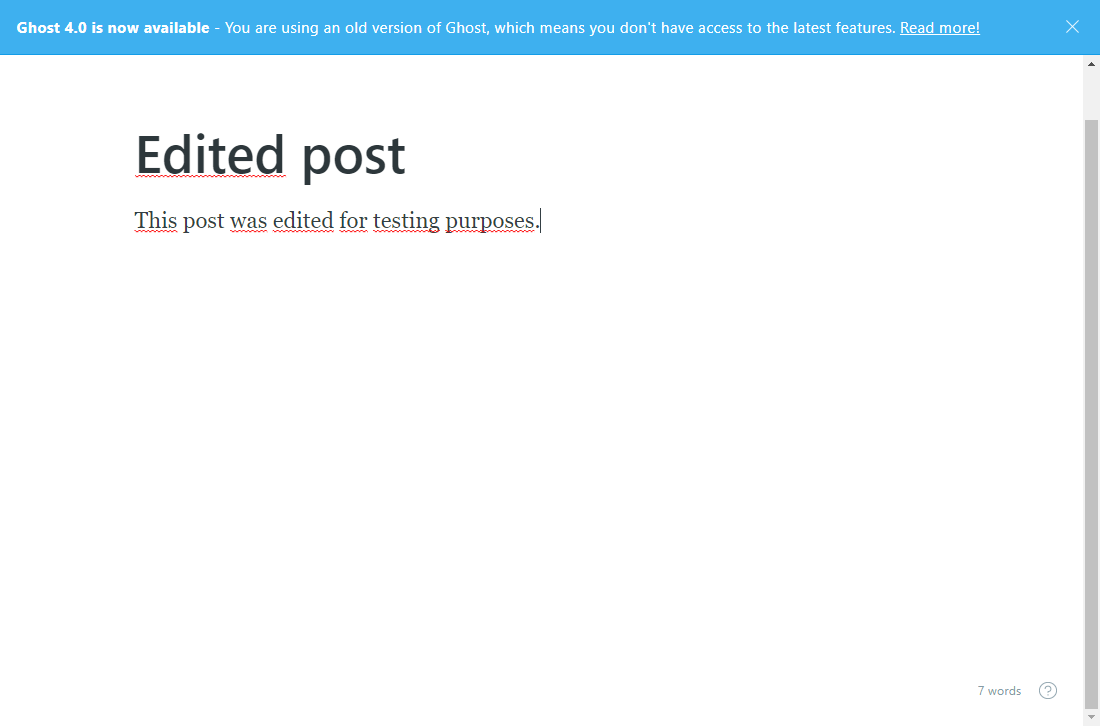 Ghost 4.0 is now available - You are using an old version of Ghost, which means you don't have access to the latest features. Read more!
Edited post
This post was edited for testing purposes.
7 words
?